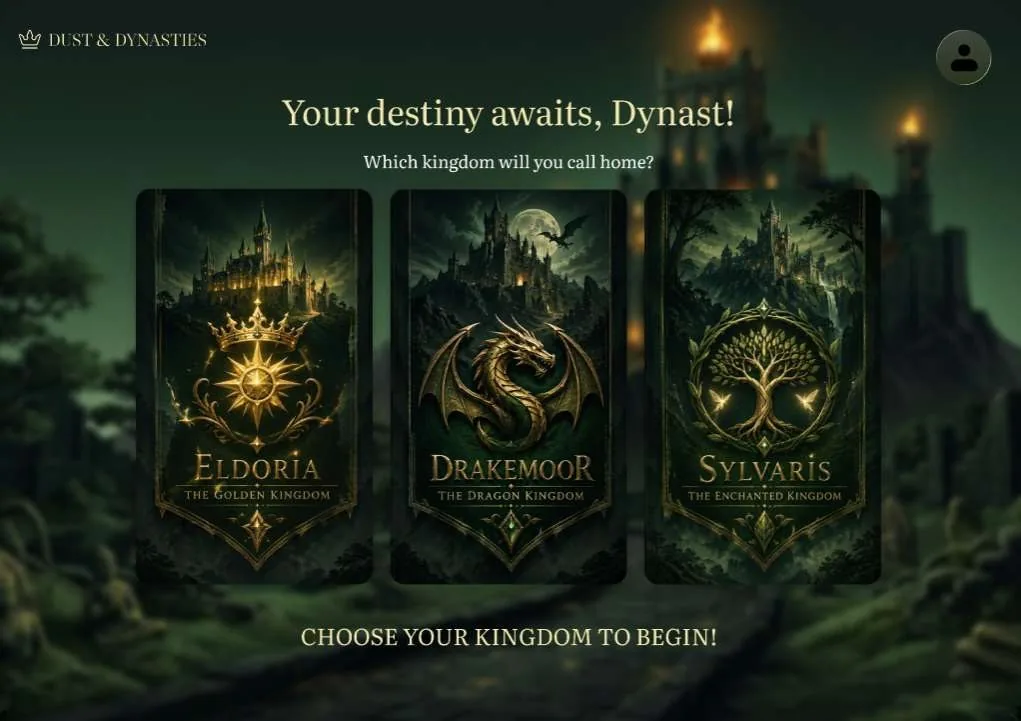 DUST & DYNASTIES
Your destiny awaits, Dynast!
Which kingdom will you call home?
ELDORIA
THE GOLDEN KINGDOM
DRAKEMOOR
THE DRAGON KINGDOM
SYLVARIS
THE ENCHANTED KINGDOM
CHOOSE YOUR KINGDOM TO BEGIN!